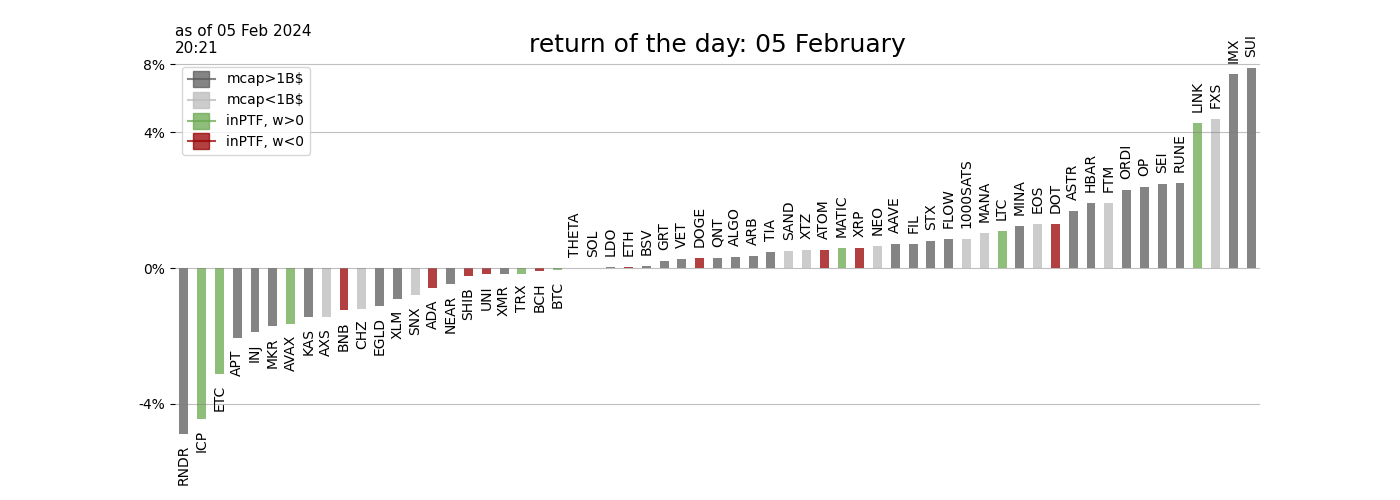 as of 05 Feb 2024
20:21
return of the day: 05 February
8%
4%
0%
-4%
mcap>1B$
mcap<1B$
inPTF, w>0
inPTF, w<0
RNDR
ICP
ETC
APT
INJ
MKR
AVAX
KAS
AXS
BNB
CHZ
EGLD
XLM
SNX
ADA
NEAR
SHIB
UNI
XMR
TRX
BCH
BTC
THETA
SOL
LDO
ETH
BSV
GRT
VET
DOGE
QNT
ALGO
ARB
TIA
SAND
XTZ
ATOM
MATIC
XRP
NEO
AAVE
FIL
STX
FLOW
1000SATS
MANA
LTC
MINA
EOS
DOT
ASTR
HBAR
FTM
ORDI
OP
SEI
RUNE
LINK
FXS
IMX
SUI